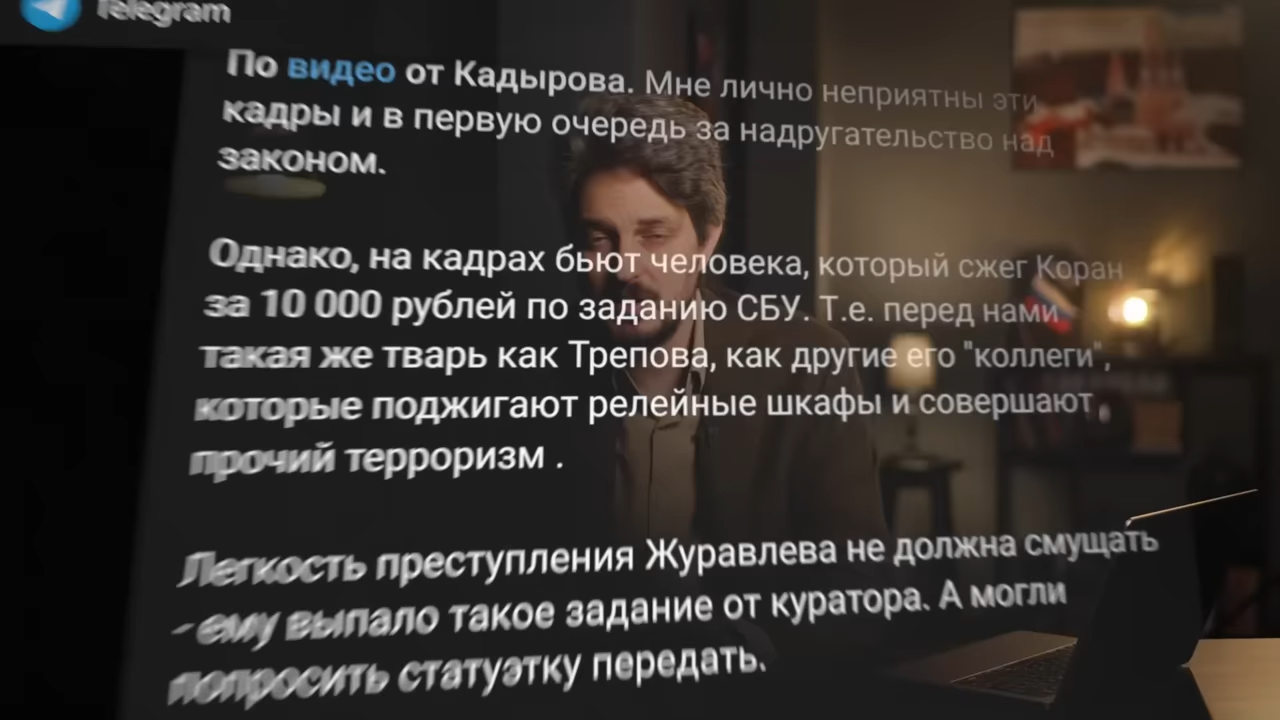 Telegram
По видео от Кадырова. Мне лично неприятны эти
кадры и в первую очередь за надругательство над
законом.
Однако, на кадрах бьют человека, который сжег Коран
за 10 000 рублей по заданию СБУ. Т.е. перед нами
такая же тварь как Трепова, как другие его "коллеги",
которые поджигают релейные шкафы и совершают
прочий терроризм .
Легкость преступления Журавлева не должна смущать
- ему выпало такое задание от куратора. А могли
попросить статуэтку передать.